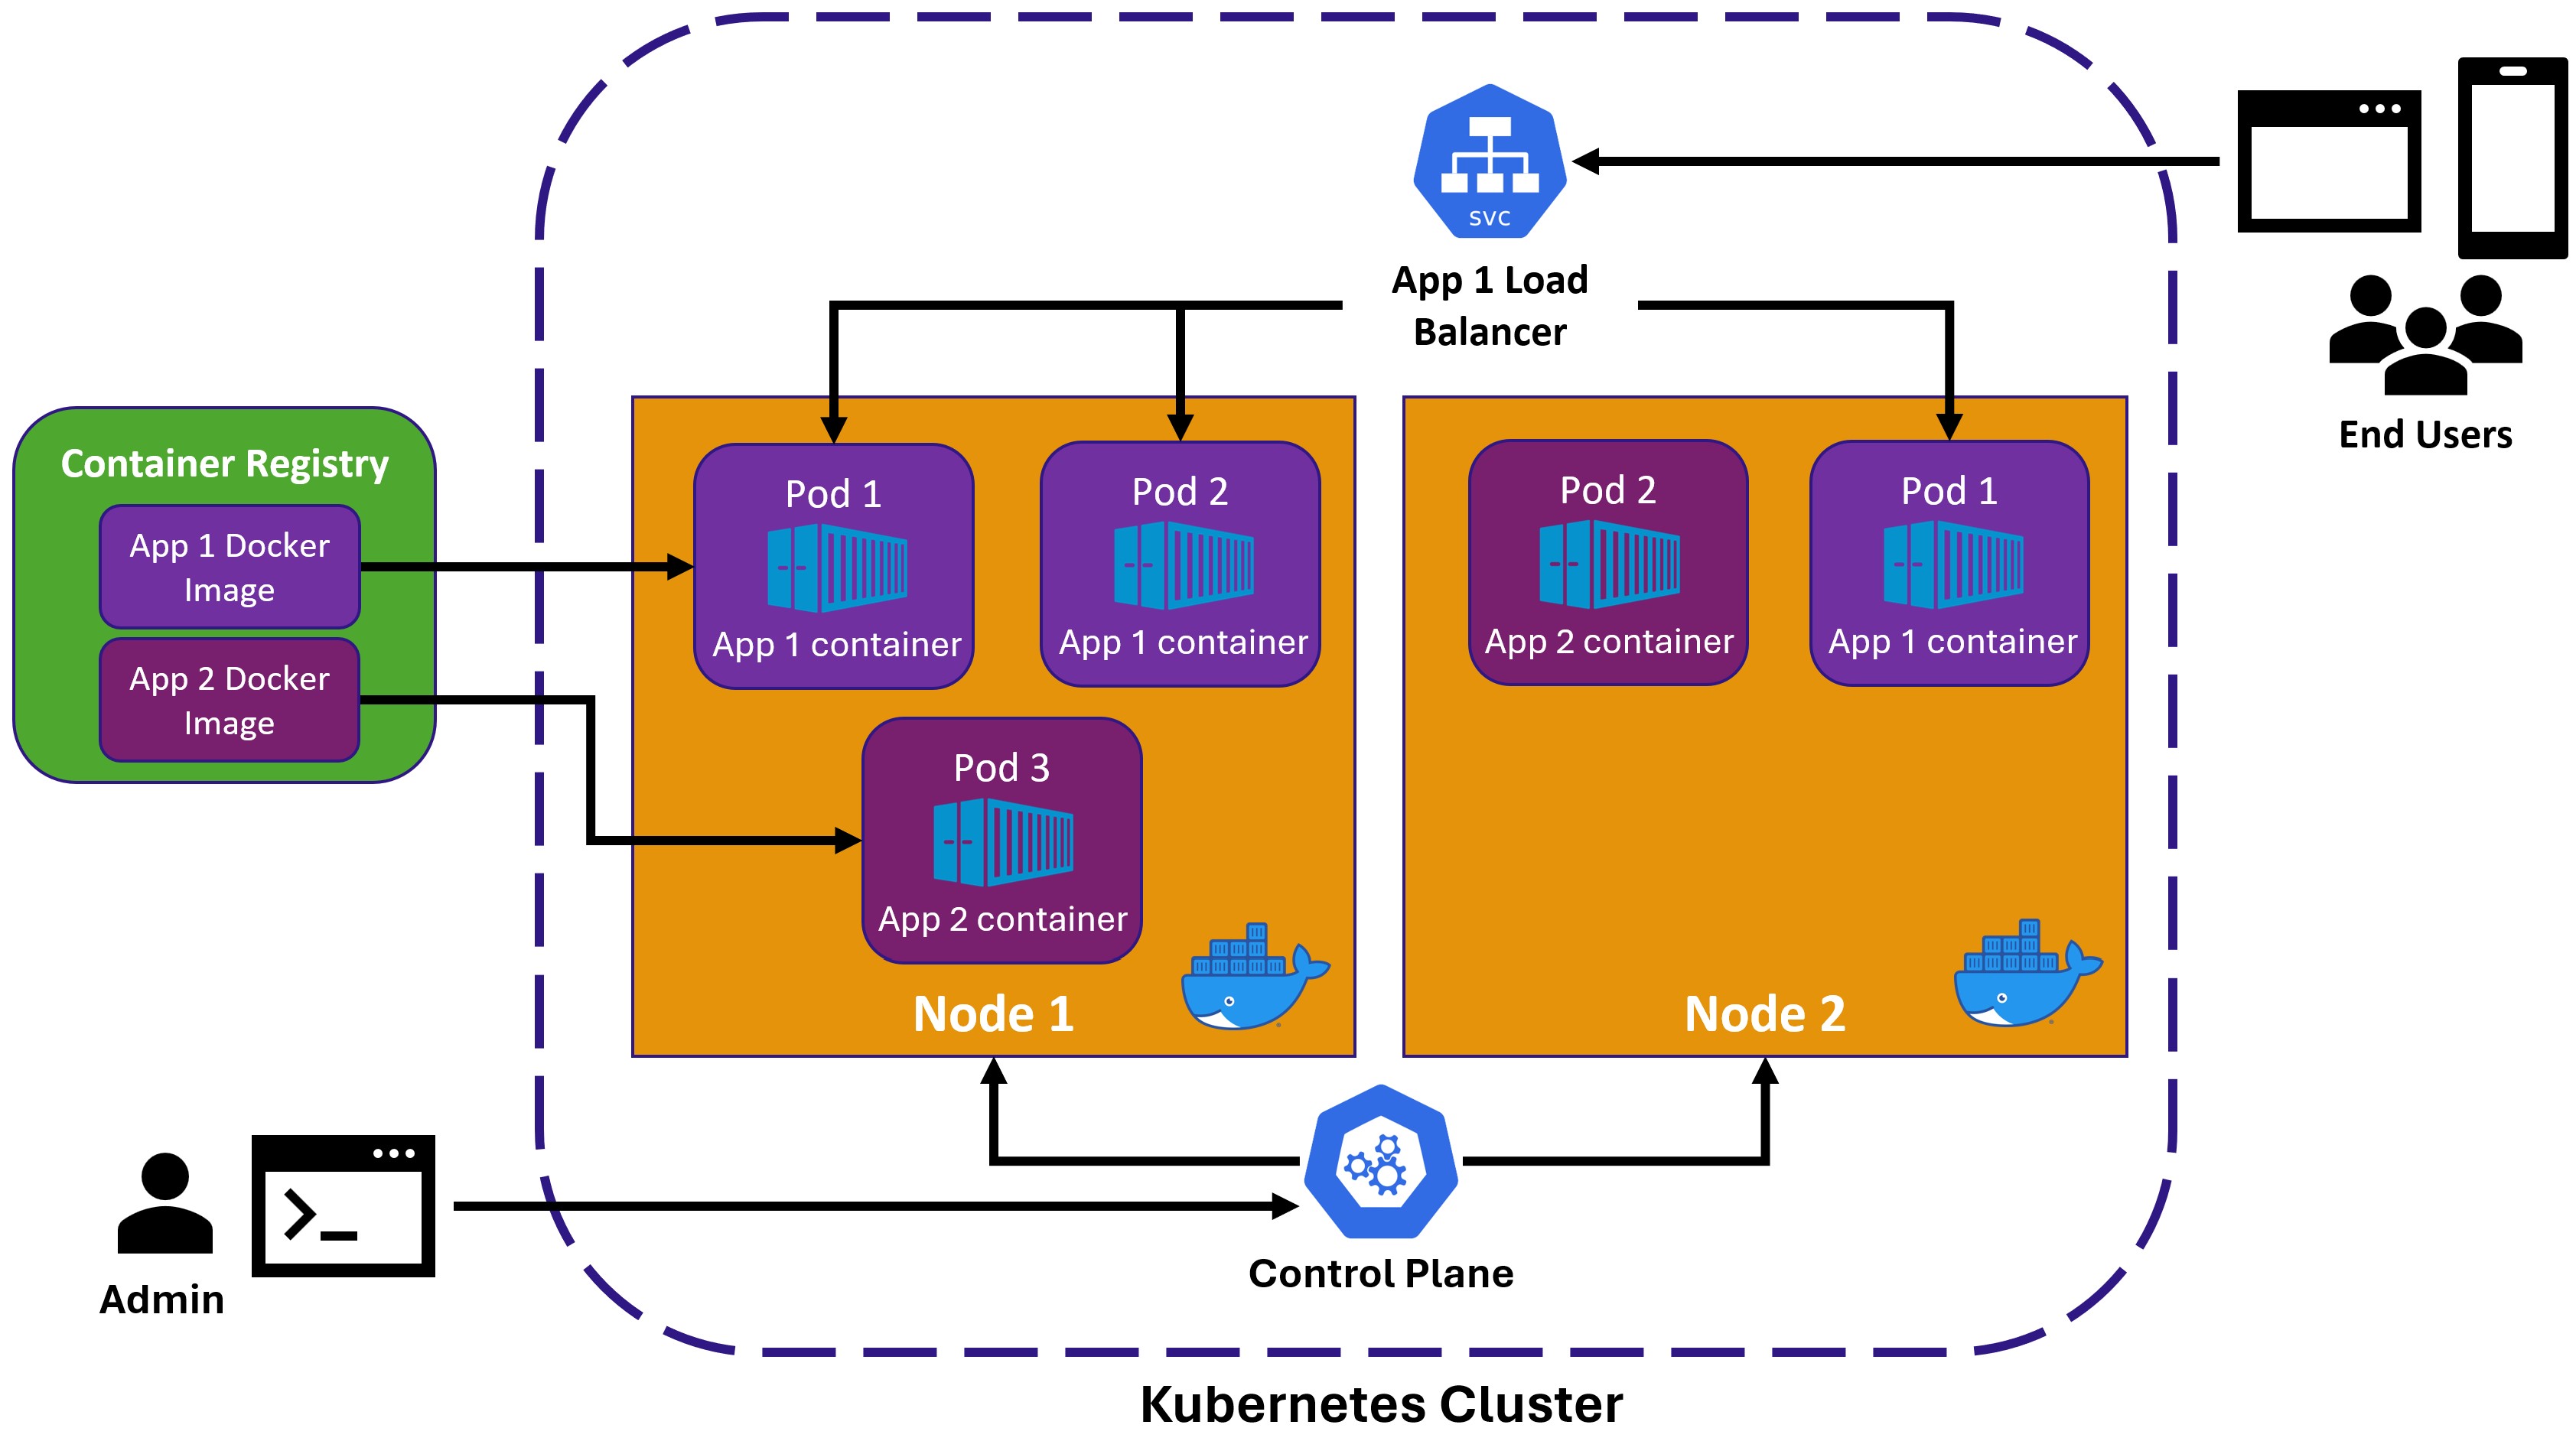 svc
App 1 Load
Balancer
End Users
Container Registry
App 1 Docker
Image
App 2 Docker
Image
Pod 1
App 1 container
Pod 2
App 1 container
Pod 3
App 2 container
Node 1
Pod 2
App 2 container
Pod 1
App 1 container
Node 2
Admin
Control Plane
Kubernetes Cluster